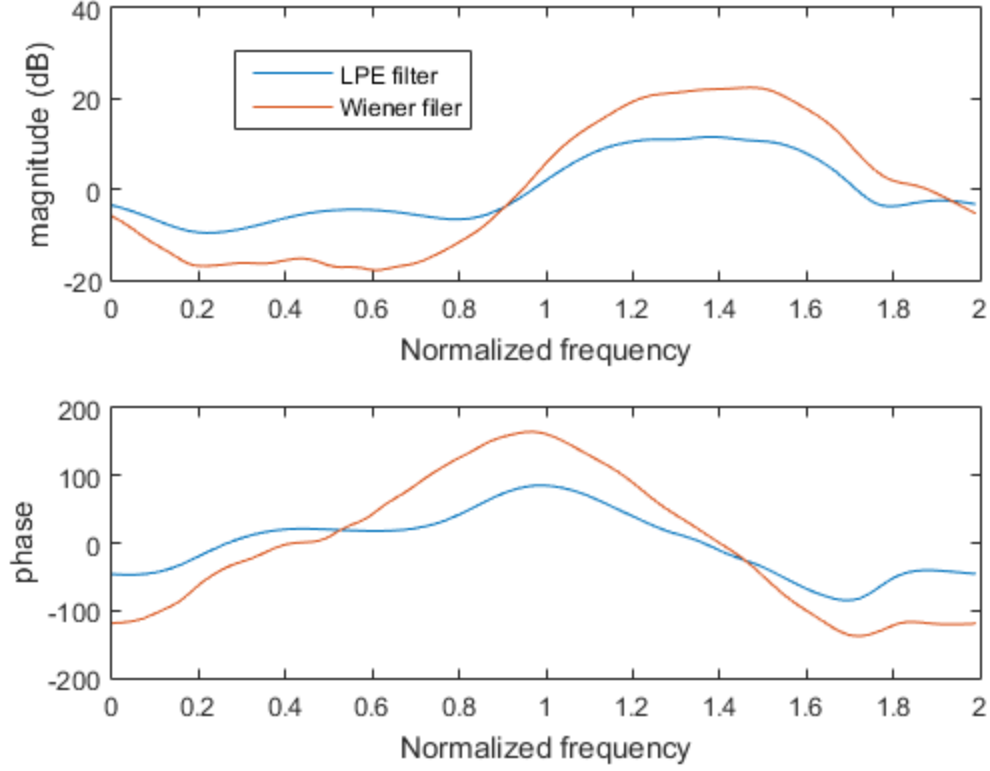 40
20
0
-20
magnitude (dB)
LPE filter
Wiener filer
0 0.2 0.4 0.6 0.8 1 1.2 1.4 1.6 1.8 2
Normalized frequency
200
100
0
-100
-200
phase
0 0.2 0.4 0.6 0.8 1 1.2 1.4 1.6 1.8 2
Normalized frequency